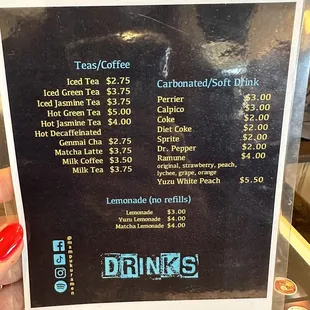 Teas/Coffee
Iced Tea $2.75
Iced Green Tea $3.75
Iced Jasmine Tea $3.75
Hot Green Tea $5.00
Hot Jasmine Tea $4.00
Hot Decaffeinated
Genmai Cha $2.75
Matcha Latte $3.75
Milk Coffee $3.50
Milk Tea $3.75
Carbonated/Soft Drink
Perrier $3.00
Calpico $3.00
Coke $2.00
Diet Coke $2.00
Sprite $2.00
Dr. Pepper $2.00
Ramune $4.00
original, strawberry, peach,
lychee, grape, orange
Yuzu White Peach $5.50
Lemonade (no refills)
Lemonade $3.00
Yuzu Lemonade $4.00
Matcha Lemonade $4.00
DRINKS